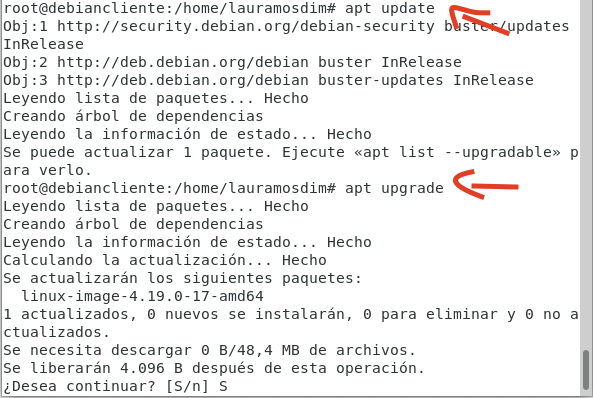 root@debiancliente:/home/lauramosdim# apt update
Obj:1 http://security.debian.org/debian-security buster/updates
InRelease
Obj:2 http://deb.debian.org/debian buster InRelease
Obj:3 http://deb.debian.org/debian buster-updates InRelease
Leyendo lista de paquetes... Hecho
Creando árbol de dependencias
Leyendo la información de estado... Hecho
Se puede actualizar 1 paquete. Ejecute «apt list --upgradable» p
ara verlo.
root@debiancliente:/home/lauramosdim# apt upgrade
Leyendo lista de paquetes... Hecho
Creando árbol de dependencias
Leyendo la información de estado... Hecho
Calculando la actualización... Hecho
Se actualizarán los siguientes paquetes:
  linux-image-4.19.0-17-amd64
1 actualizados, 0 nuevos se instalarán, 0 para eliminar y 0 no a
ctualizados.
Se necesita descargar 0 B/48,4 MB de archivos.
Se liberarán 4.096 B después de esta operación.
¿Desea continuar? [S/n] S